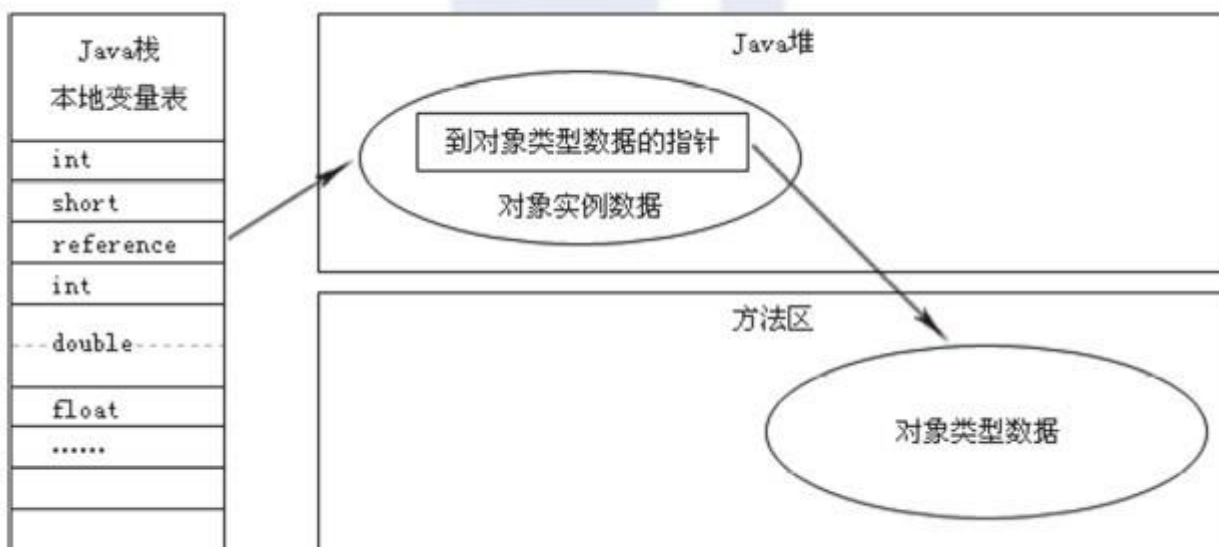 Java栈
本地变量表
int
short
reference
int
double
float
......
Java堆
到对象类型数据的指针
对象实例数据
方法区
对象类型数据